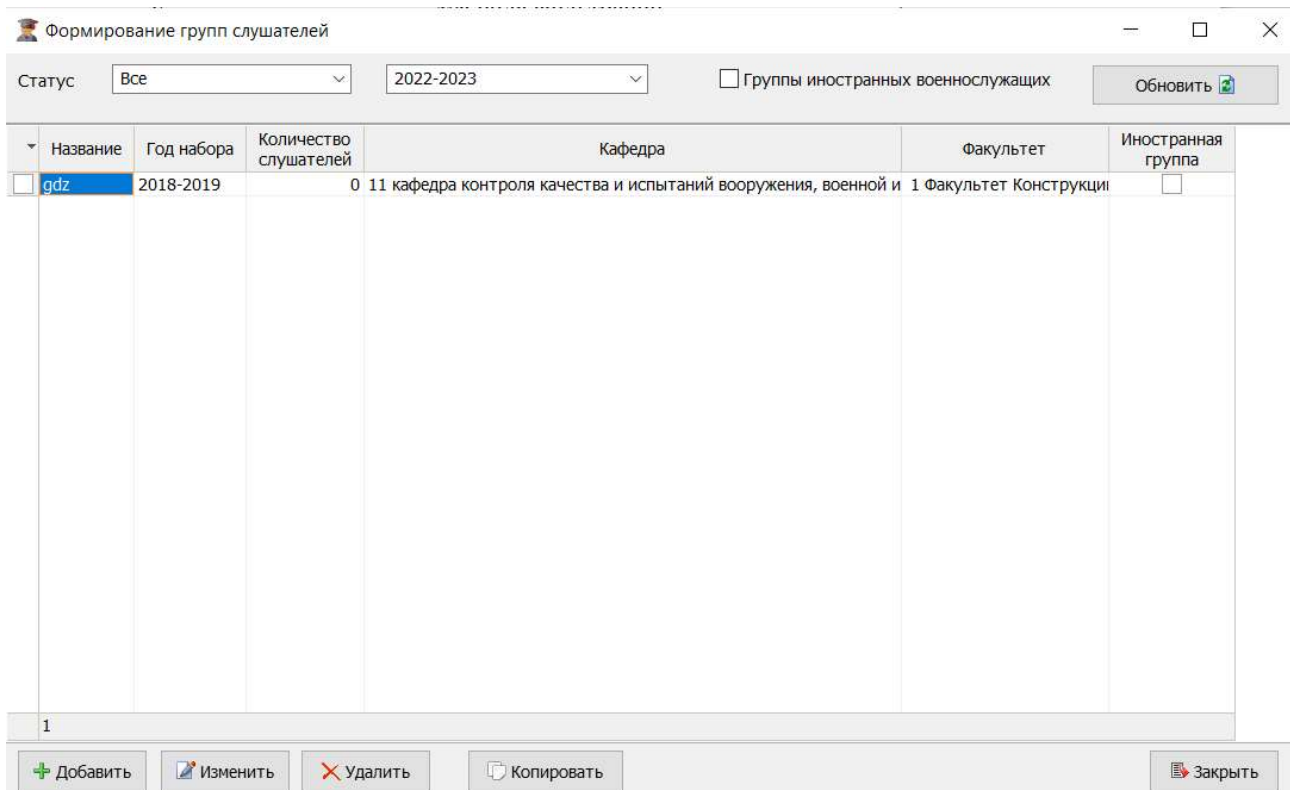 Формирование групп слушателей
Статус Все 2022-2023 Группы иностранных военнослужащих Обновить
Название Год набора Количество слушателей Кафедра Факультет Иностранная группа
gdz 2018-2019 0 11 кафедра контроля качества и испытаний вооружения, военной и 1 Факультет Конструкци
1
Добавить Изменить Удалить Копировать Закрыть